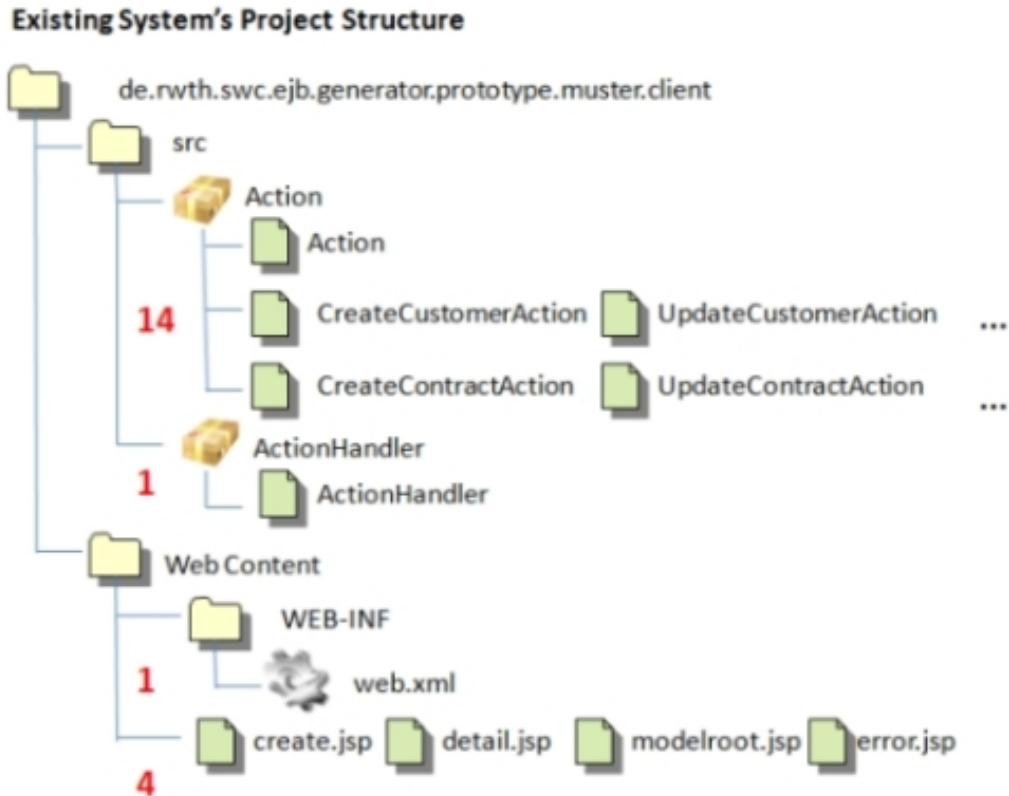 Existing System's Project Structure
de.rwth.swc.ejb.generator.prototype.muster.client
src
Action
Action
14
CreateCustomerAction UpdateCustomerAction ...
CreateContractAction UpdateContractAction ...
ActionHandler
1
ActionHandler
Web Content
WEB-INF
1
web.xml
create.jsp detail.jsp modelroot.jsp error.jsp
4